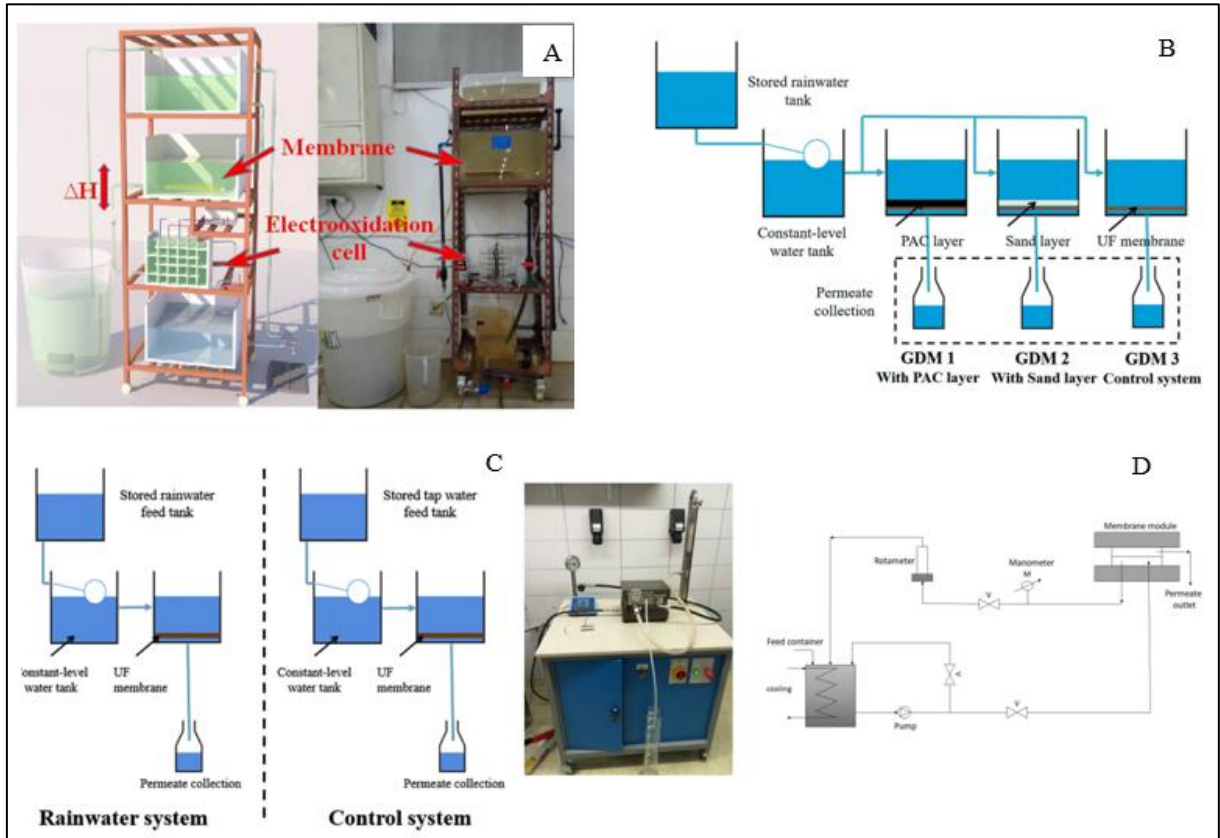 A
ΔH
Membrane
Electrooxidation
cell
B
Stored rainwater
tank
Constant-level
water tank
PAC layer
Sand layer
UF membrane
Permeate
collection
GDM 1
With PAC layer
GDM 2
With Sand layer
GDM 3
Control system
C
Stored rainwater
feed tank
onstant-level
water tank
UF
membrane
Permeate collection
Rainwater system
Stored tap water
feed tank
Constant-level
water tank
UF
membrane
Permeate collection
Control system
D
Membrane module
Rotameter
Manometer
M
V
Permeate
outlet
Feed container
cooling
V
V
Pump